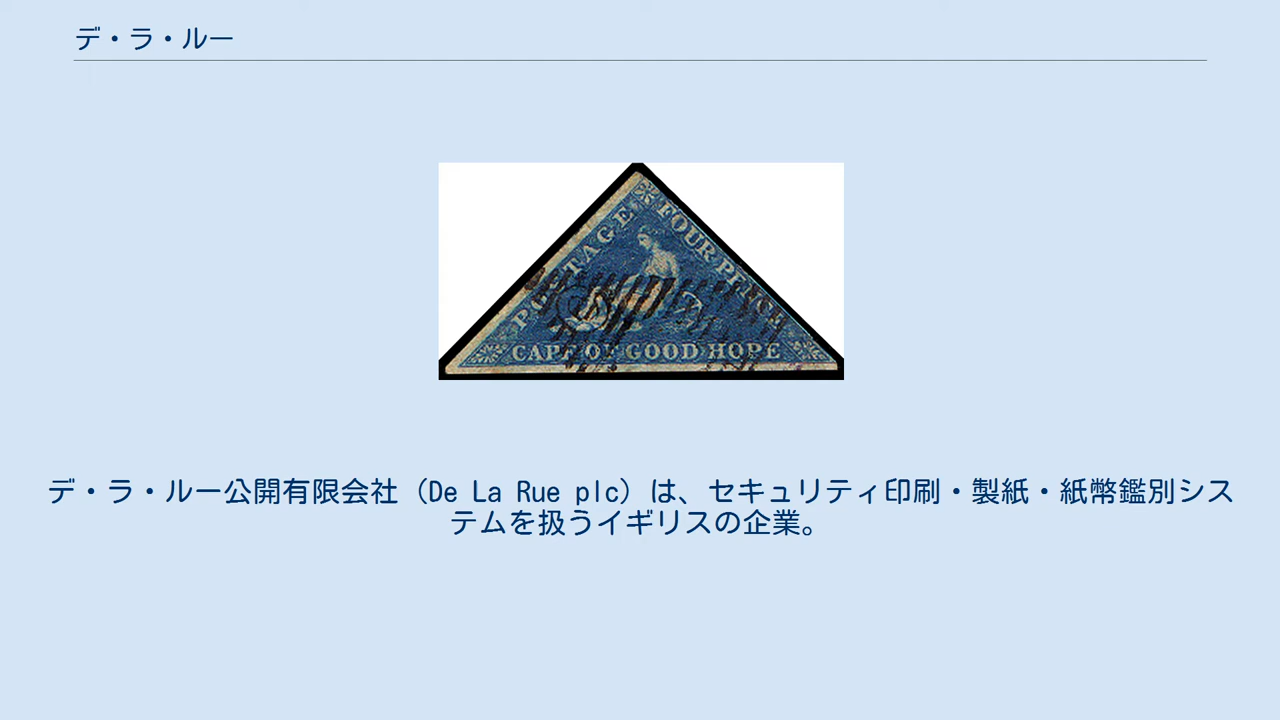 デ・ラ・ルー
POSTAGE
FOUR PENCE
CAPE OF GOOD HOPE
デ・ラ・ルー公開有限会社（De La Rue plc）は、セキュリティ印刷・製紙・紙幣鑑別シス
テムを扱うイギリスの企業。